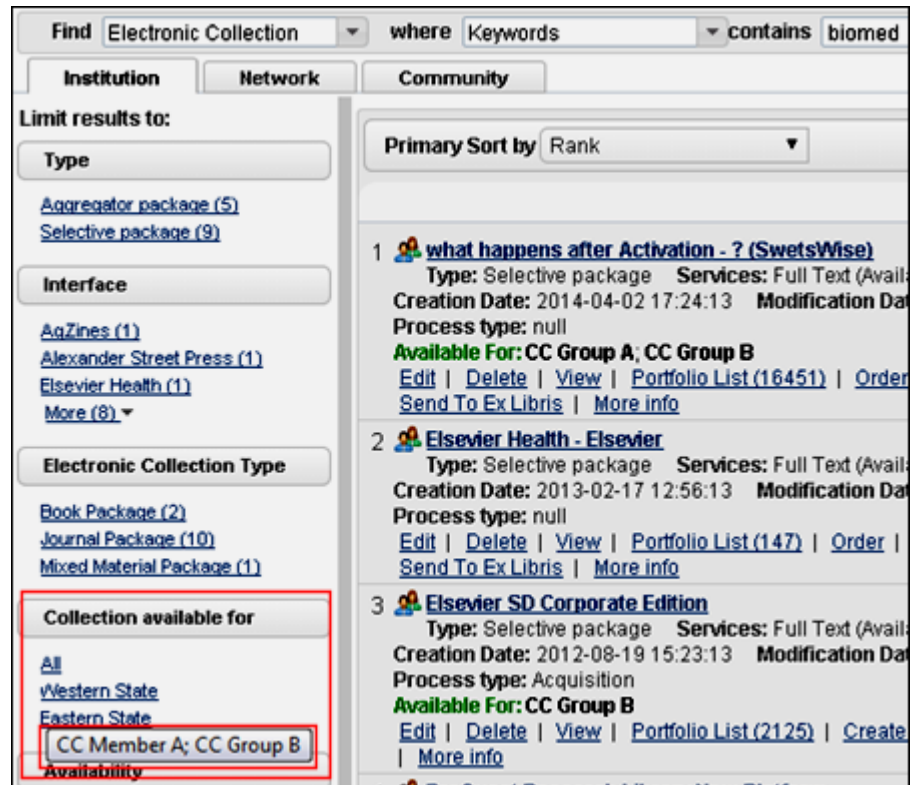 Find Electronic Collection where Keywords contains biomed
Institution Network Community
Limit results to:
Type
Aggregator package (5)
Selective package (9)
Interface
AgZines (1)
Alexander Street Press (1)
Elsevier Health (1)
More (8)
Electronic Collection Type
Book Package (2)
Journal Package (10)
Mixed Material Package (1)
Collection available for
All
Western State
Eastern State
CC Member A; CC Group B
Availability
Primary Sort by Rank
1 what happens after Activation - ? (SwetsWise)
Type: Selective package Services: Full Text (Avail
Creation Date: 2014-04-02 17:24:13 Modification Da
Process type: null
Available For: CC Group A; CC Group B
Edit | Delete | View | Portfolio List (16451) | Order
Send To Ex Libris | More info
2 Elsevier Health - Elsevier
Type: Selective package Services: Full Text (Avail
Creation Date: 2013-02-17 12:56:13 Modification Da
Process type: null
Edit | Delete | View | Portfolio List (147) | Order |
Send To Ex Libris | More info
3 Elsevier SD Corporate Edition
Type: Selective package Services: Full Text (Avail
Creation Date: 2012-08-19 15:23:13 Modification Da
Process type: Acquisition
Available For: CC Group B
Edit | Delete | View | Portfolio List (2125) | Create
| More info